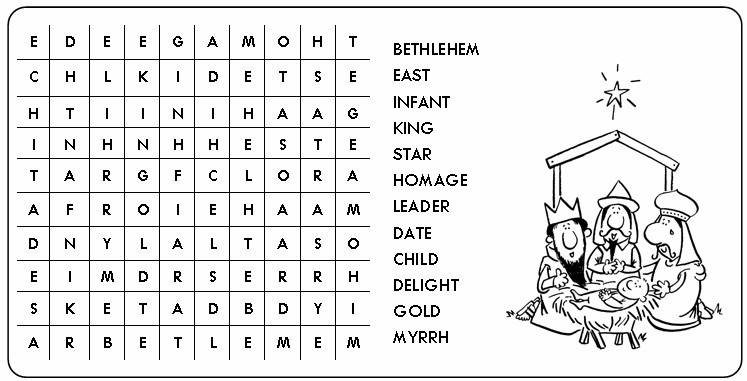 E D E E G A M O H T
C H L K I D E T S E
H T I I N I H A A G
I N H N H H E S T E
T A R G F C L O R A
A F R O I E H A A M
D N Y L A L T A S O
E I M D R S E R R H
S K E T A D B D Y I
A R B E T L E M E M
BETHLEHEM
EAST
INFANT
KING
STAR
HOMAGE
LEADER
DATE
CHILD
DELIGHT
GOLD
MYRRH